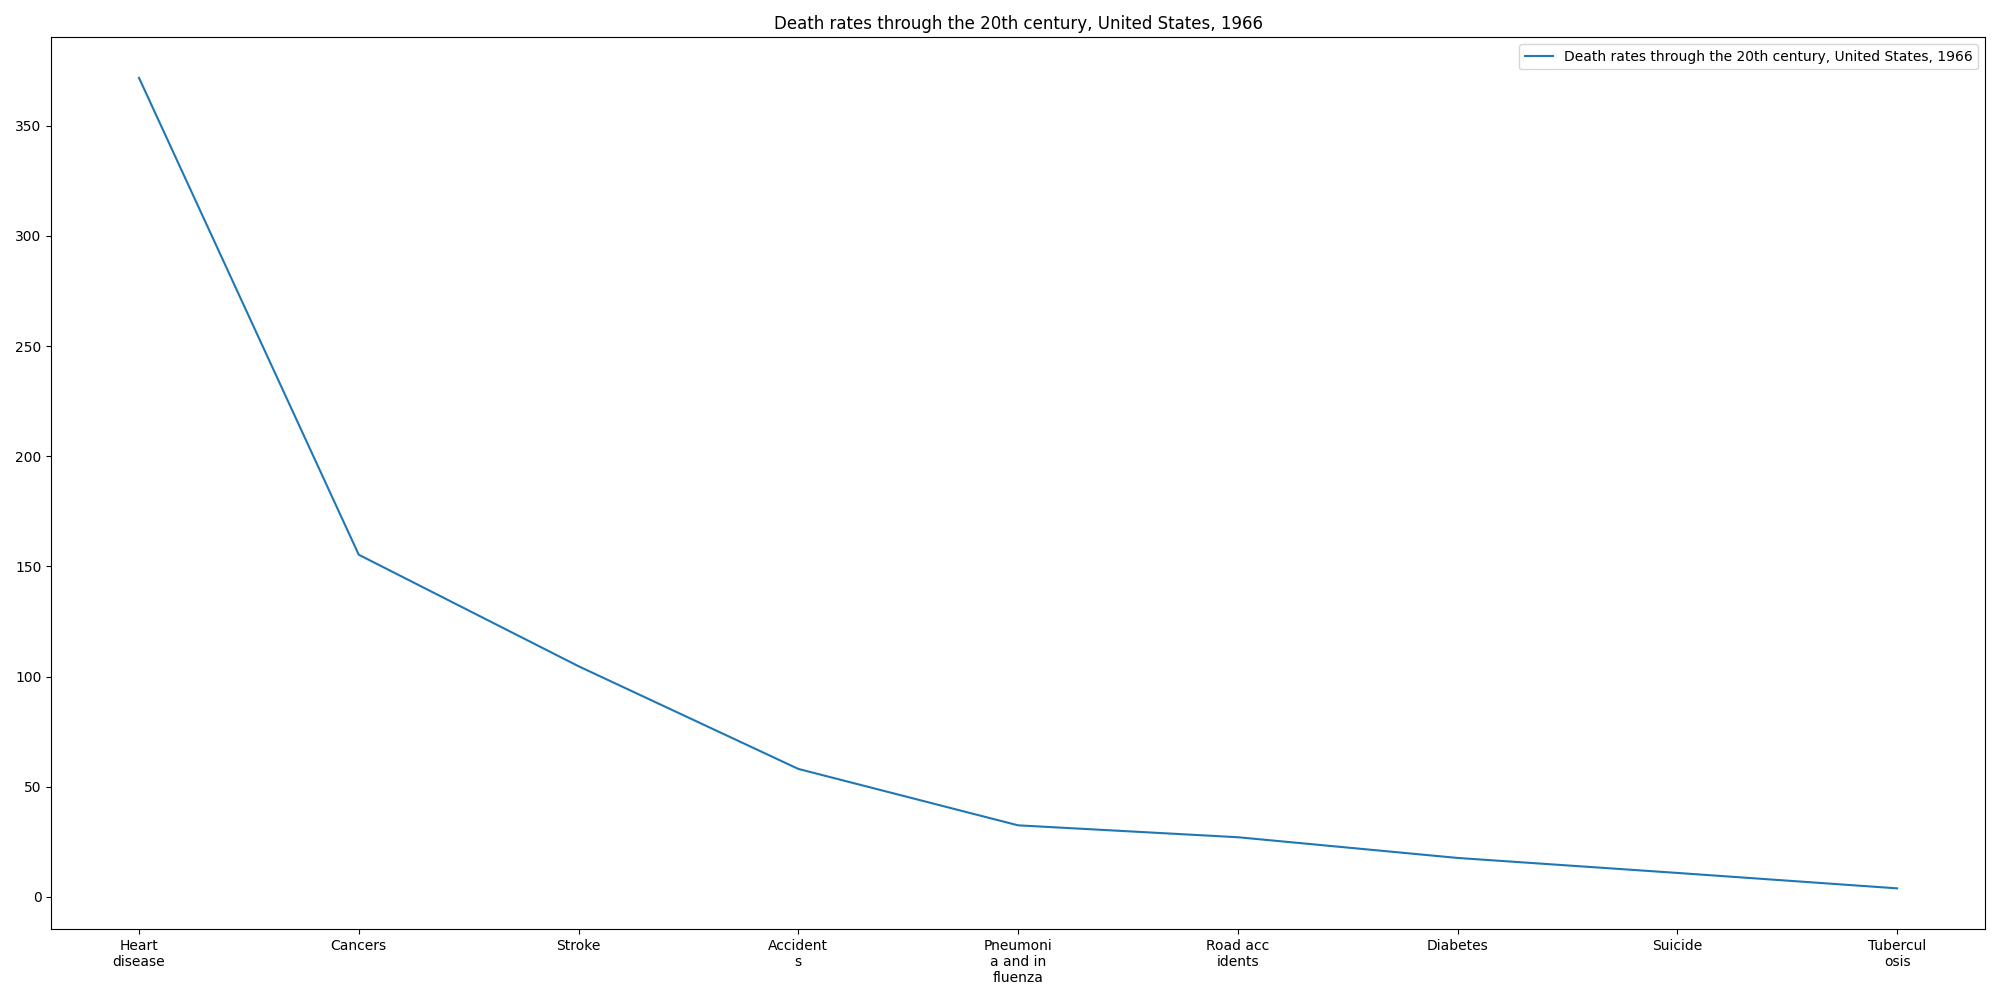 Death rates through the 20th century, United States, 1966
Death rates through the 20th century, United States, 1966
350
300
250
200
150
100
50
0
Heart
disease
Cancers
Stroke
Accident
s
Pneumoni
a and in
fluenza
Road acc
idents
Diabetes
Suicide
Tubercul
osis